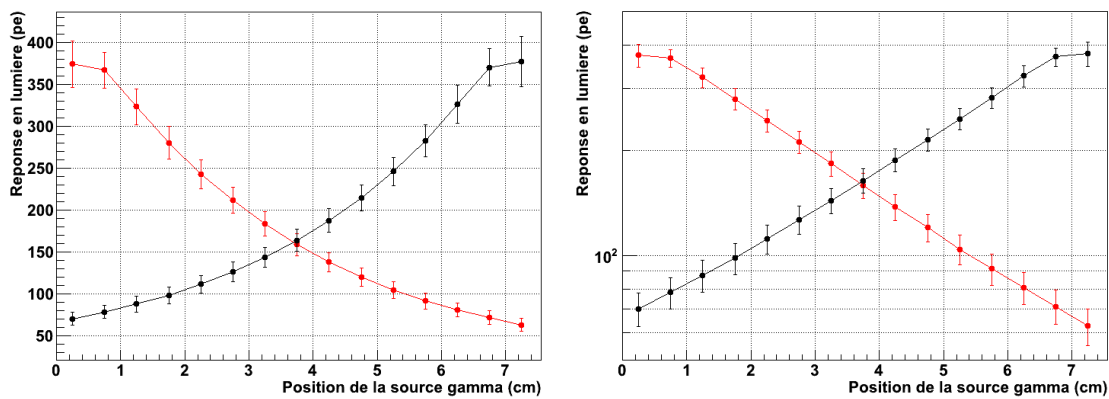 Reponse en lumiere (pe)
400
350
300
250
200
150
100
50
0 1 2 3 4 5 6 7
Position de la source gamma (cm)
Reponse en lumiere (pe)
10²
0 1 2 3 4 5 6 7
Position de la source gamma (cm)